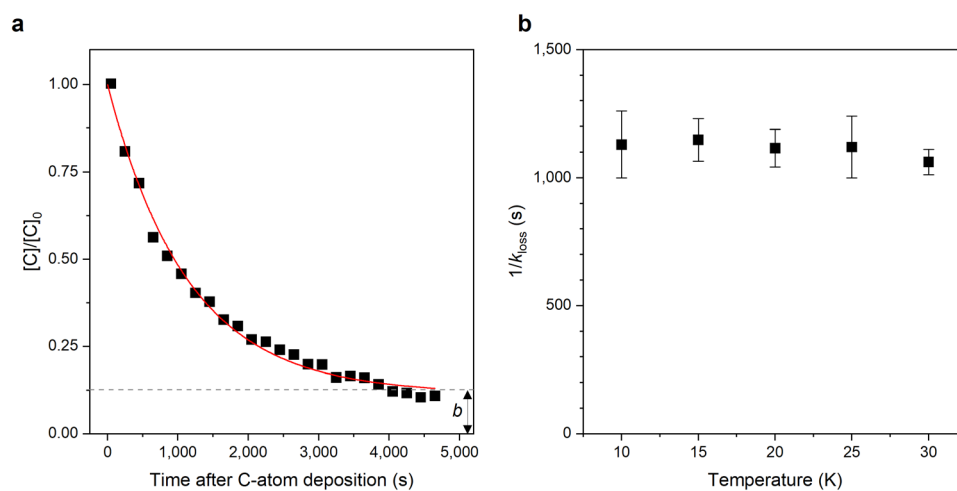 a
1.00
0.75
0.50
0.25
0.00
[C]/[C]0
b
0
1,000
2,000
3,000
4,000
5,000
Time after C-atom deposition (s)
b
1,500
1,000
500
0
1/kloss (s)
10
15
20
25
30
Temperature (K)